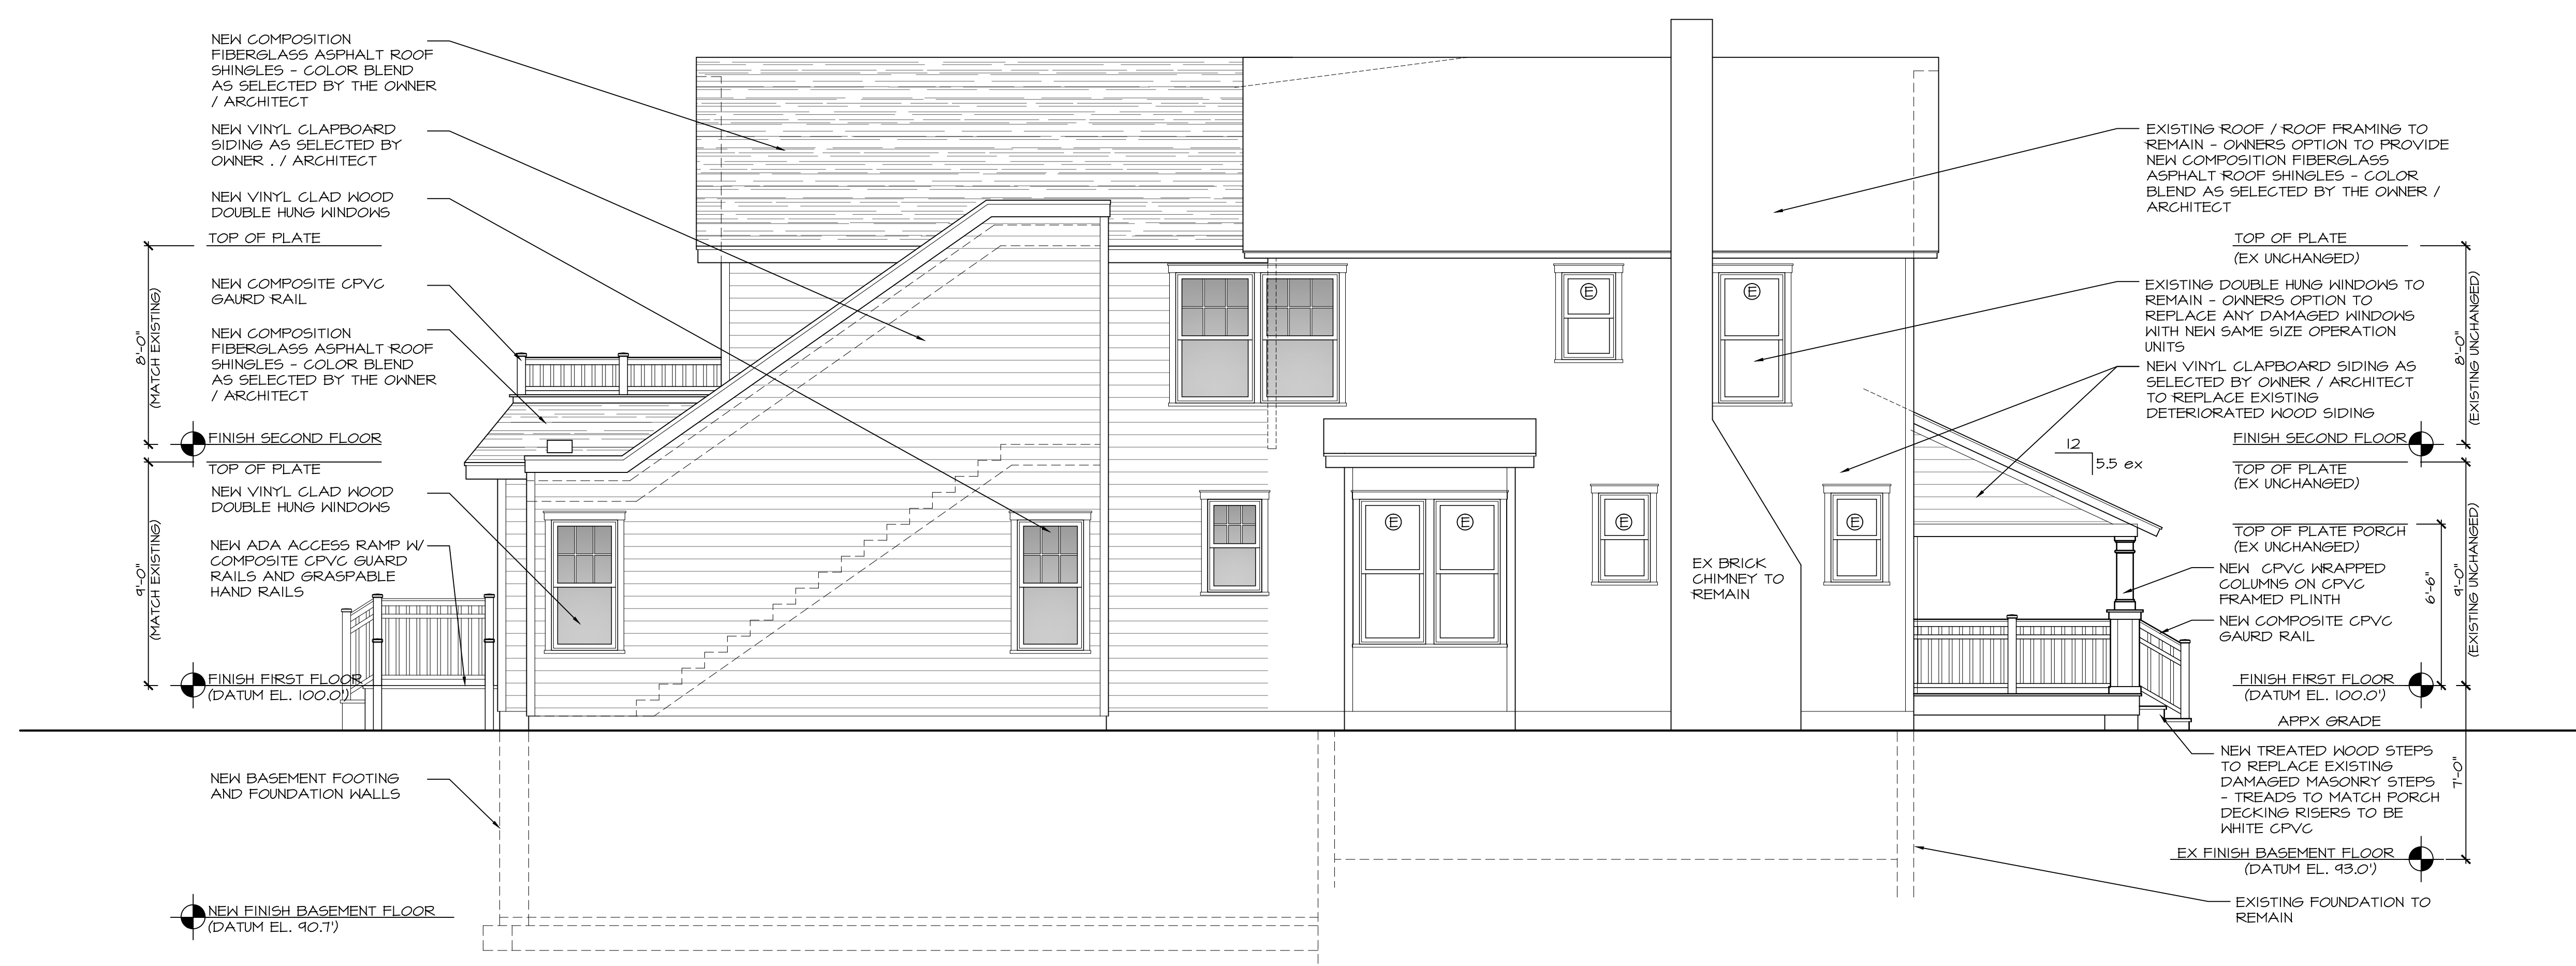 NEW COMPOSITION
FIBERGLASS ASPHALT ROOF
SHINGLES - COLOR BLEND
AS SELECTED BY THE OWNER
/ ARCHITECT
NEW VINYL CLAPBOARD
SIDING AS SELECTED BY
OWNER . / ARCHITECT
NEW VINYL CLAD WOOD
DOUBLE HUNG WINDOWS
TOP OF PLATE
NEW COMPOSITE CPVC
GAURD RAIL
8'-0"
(MATCH EXISTING)
NEW COMPOSITION
FIBERGLASS ASPHALT ROOF
SHINGLES - COLOR BLEND
AS SELECTED BY THE OWNER
/ ARCHITECT
FINISH SECOND FLOOR
TOP OF PLATE
NEW VINYL CLAD WOOD
DOUBLE HUNG WINDOWS
9'-0"
(MATCH EXISTING)
NEW ADA ACCESS RAMP W/
COMPOSITE CPVC GUARD
RAILS AND GRASPABLE
HAND RAILS
FINISH FIRST FLOOR
(DATUM EL. 100.0')
NEW BASEMENT FOOTING
AND FOUNDATION WALLS
NEW FINISH BASEMENT FLOOR
(DATUM EL. 90.7')
E
E
E
E
E
E
EX BRICK
CHIMNEY TO
REMAIN
EXISTING ROOF / ROOF FRAMING TO
REMAIN - OWNERS OPTION TO PROVIDE
NEW COMPOSITION FIBERGLASS
ASPHALT ROOF SHINGLES - COLOR
BLEND AS SELECTED BY THE OWNER /
ARCHITECT
TOP OF PLATE
(EX UNCHANGED)
EXISTING DOUBLE HUNG WINDOWS TO
REMAIN - OWNERS OPTION TO
REPLACE ANY DAMAGED WINDOWS
WITH NEW SAME SIZE OPERATION
UNITS
8'-0"
(EXISTING UNCHANGED)
NEW VINYL CLAPBOARD SIDING AS
SELECTED BY OWNER / ARCHITECT
TO REPLACE EXISTING
DETERIORATED WOOD SIDING
FINISH SECOND FLOOR
12
5.5 ex
TOP OF PLATE
(EX UNCHANGED)
TOP OF PLATE PORCH
(EX UNCHANGED)
NEW CPVC WRAPPED
COLUMNS ON CPVC
FRAMED PLINTH
6'-6"
9'-0"
(EXISTING UNCHANGED)
NEW COMPOSITE CPVC
GAURD RAIL
FINISH FIRST FLOOR
(DATUM EL. 100.0')
APPX GRADE
NEW TREATED WOOD STEPS
TO REPLACE EXISTING
DAMAGED MASONRY STEPS
- TREADS TO MATCH PORCH
DECKING RISERS TO BE
WHITE CPVC
7'-0"
EX FINISH BASEMENT FLOOR
(DATUM EL. 93.0')
EXISTING FOUNDATION TO
REMAIN